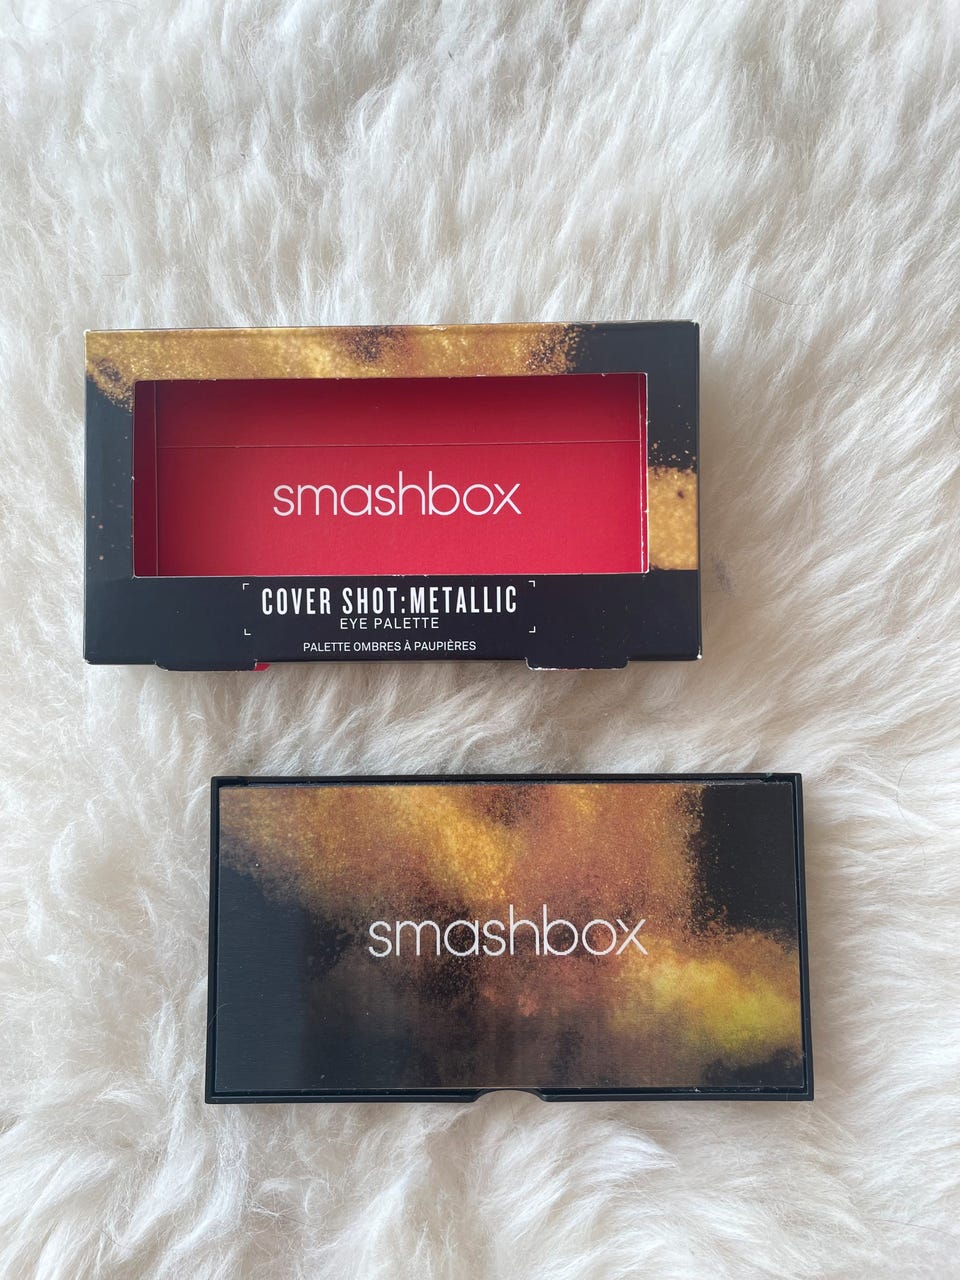 smashbox
COVER SHOT:METALLIC
EYE PALETTE
PALETTE OMBRES À PAUPIÈRES
smashbox